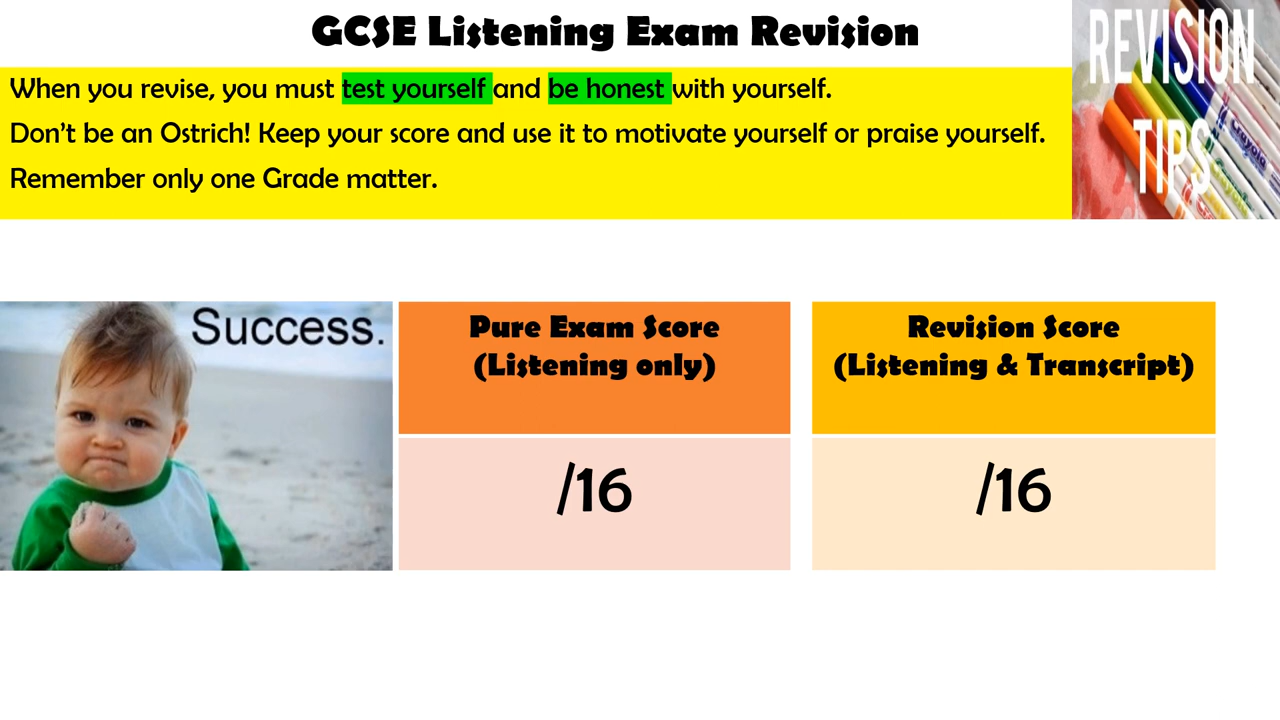 GCSE Listening Exam Revision
When you revise, you must test yourself and be honest with yourself.
Don't be an Ostrich! Keep your score and use it to motivate yourself or praise yourself.
Remember only one Grade matter.
REVISION
TIPS
Crayola
Success.
Pure Exam Score
(Listening only)
Revision Score
(Listening & Transcript)
/16
/16